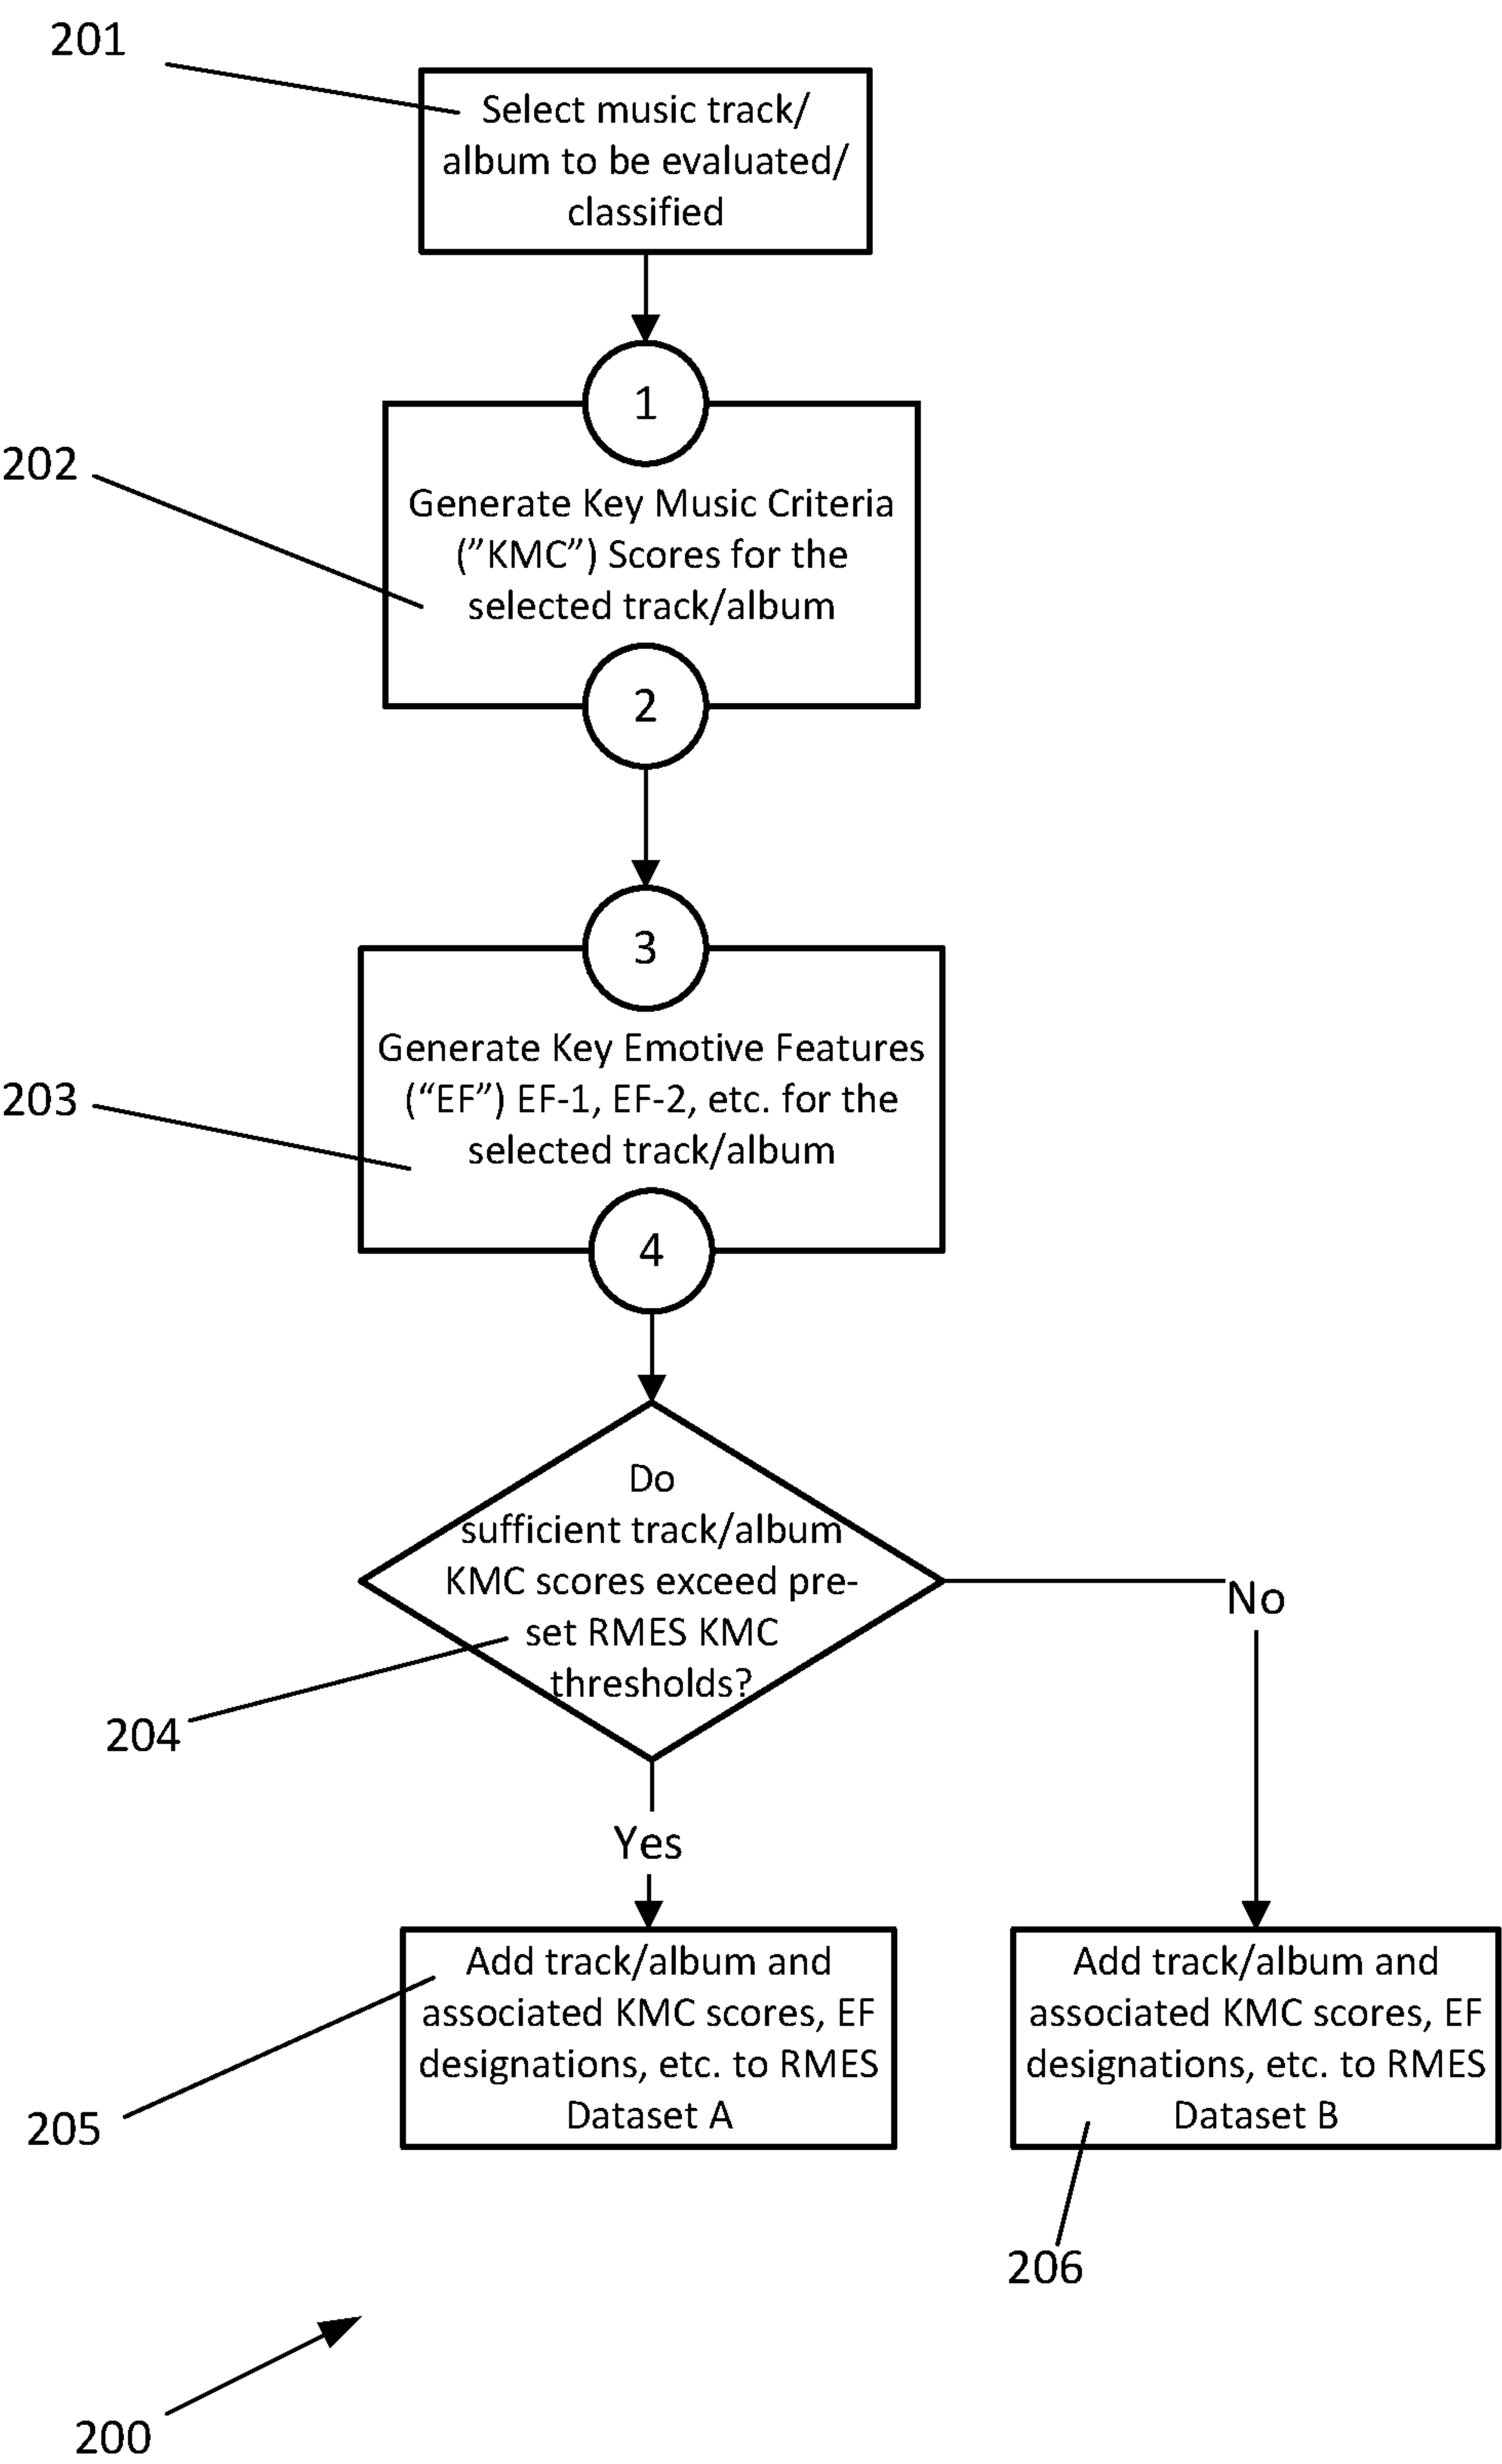 201
Select music track/
album to be evaluated/
classified
1
202
Generate Key Music Criteria
(”KMC”) Scores for the
selected track/album
2
3
Generate Key Emotive Features
(“EF”) EF-1, EF-2, etc. for the
selected track/album
203
4
Do
sufficient track/album
KMC scores exceed pre-
set RMES KMC
thresholds?
No
204
Yes
Add track/album and
associated KMC scores, EF
designations, etc. to RMES
Dataset A
Add track/album and
associated KMC scores, EF
designations, etc. to RMES
Dataset B
205
206
200